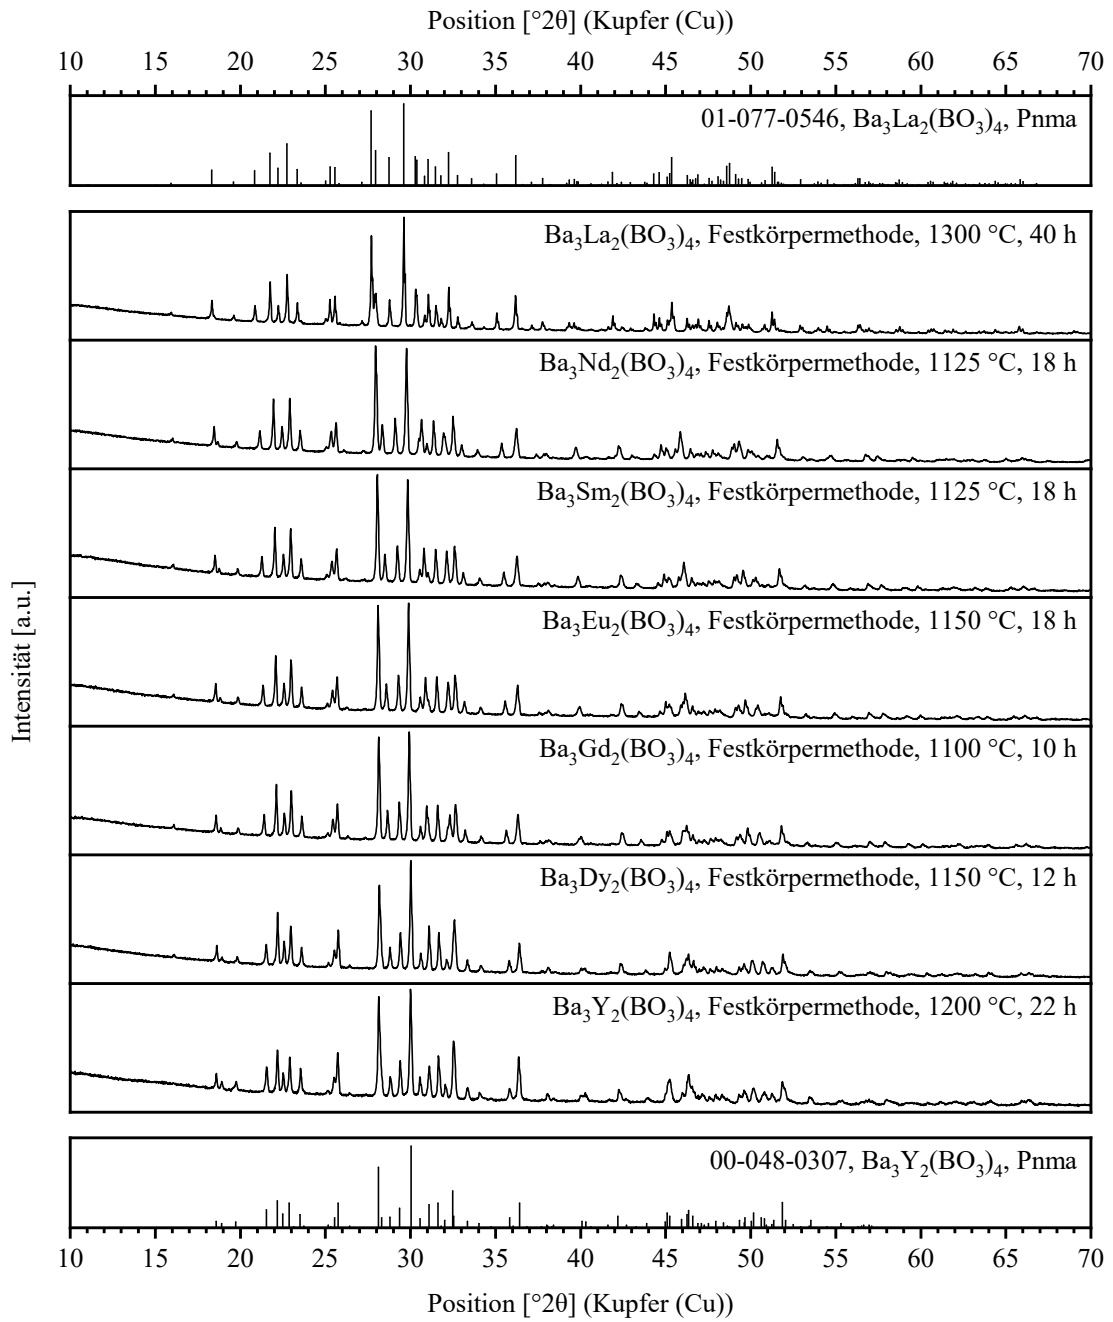 Position [°2θ] (Kupfer (Cu))
10 15 20 25 30 35 40 45 50 55 60 65 70
01-077-0546, Ba₃La₂(BO₃)₄, Pnma
Ba₃La₂(BO₃)₄, Festkörpermethode, 1300 °C, 40 h
Ba₃Nd₂(BO₃)₄, Festkörpermethode, 1125 °C, 18 h
Ba₃Sm₂(BO₃)₄, Festkörpermethode, 1125 °C, 18 h
Ba₃Eu₂(BO₃)₄, Festkörpermethode, 1150 °C, 18 h
Ba₃Gd₂(BO₃)₄, Festkörpermethode, 1100 °C, 10 h
Ba₃Dy₂(BO₃)₄, Festkörpermethode, 1150 °C, 12 h
Ba₃Y₂(BO₃)₄, Festkörpermethode, 1200 °C, 22 h
Intensität [a.u.]
00-048-0307, Ba₃Y₂(BO₃)₄, Pnma
10 15 20 25 30 35 40 45 50 55 60 65 70
Position [°2θ] (Kupfer (Cu))